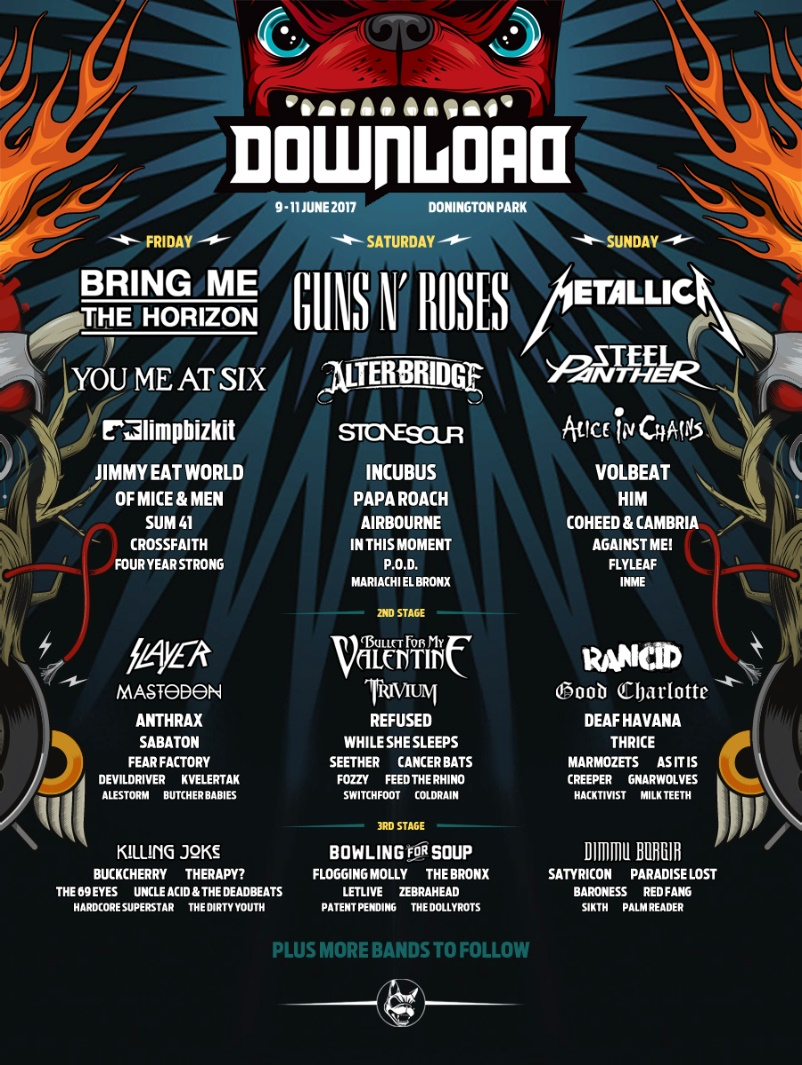 DOWNLOAD
9 - 11 JUNE 2017 DONINGTON PARK
FRIDAY SATURDAY SUNDAY
BRING ME
THE HORIZON
GUNS N' ROSES
METALLICA
YOU ME AT SIX
ALTER BRIDGE
STEEL
PANTHER
limpbizkit
STONE SOUR
ALICE IN CHAINS
JIMMY EAT WORLD INCUBUS VOLBEAT
OF MICE & MEN PAPA ROACH HIM
SUM 41 AIRBOURNE COHEED & CAMBRIA
CROSSFAITH IN THIS MOMENT AGAINST ME!
FOUR YEAR STRONG P.O.D. FLYLEAF
MARIACHI EL BRONX INME
2ND STAGE
SLAYER
BULLET FOR MY
VALENTINE
RANCID
MASTODON TRIVIUM Good Charlotte
ANTHRAX REFUSED DEAF HAVANA
SABATON WHILE SHE SLEEPS THRICE
FEAR FACTORY SEETHER CANCER BATS MARMOZETS AS IT IS
DEVILDRIVER KVELERTAK FOZZY FEED THE RHINO CREEPER GNARWOLVES
ALESTORM BUTCHER BABIES SWITCHFOOT COLDRAIN HACKTIVIST MILK TEETH
3RD STAGE
KILLING JOKE BOWLING FOR SOUP DIMMU BORGIR
BUCKCHERRY THERAPY? FLOGGING MOLLY THE BRONX SATYRICON PARADISE LOST
THE 69 EYES UNCLE ACID & THE DEADBEATS LETLIVE ZEBRAHEAD BARONESS RED FANG
HARDCORE SUPERSTAR THE DIRTY YOUTH PATENT PENDING THE DOLLYROTS SIKTH PALM READER
PLUS MORE BANDS TO FOLLOW